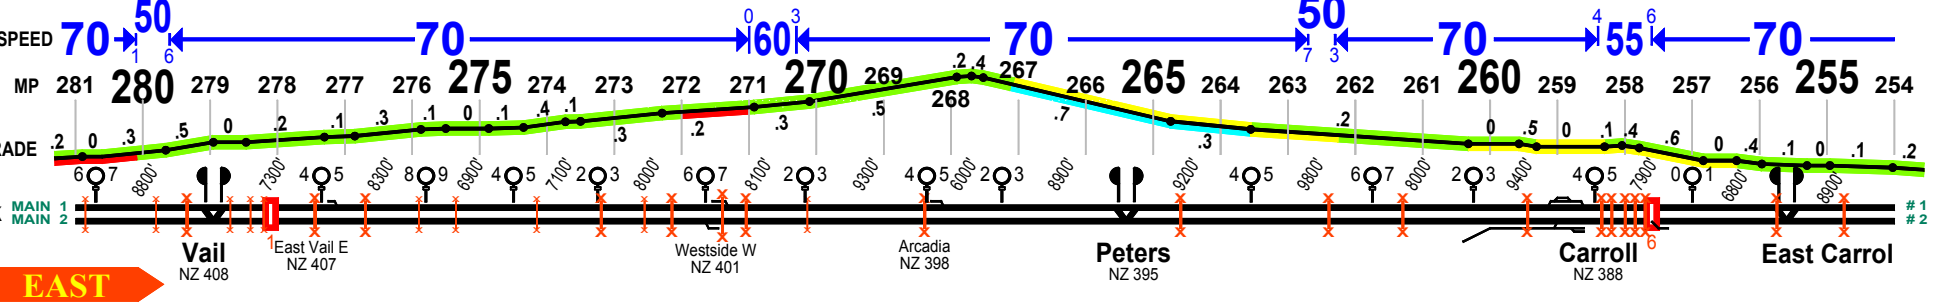 SPEED 70 50 70 60 70 50 70 55 70
1 6 0 3 7 3 4 6
MP 281 280 279 278 277 276 275 274 273 272 271 270 269 268 267 266 265 264 263 262 261 260 259 258 257 256 255 254
RADE .2 0 .3 .5 0 .2 .1 .3 .1 0 .1 .4 .1 .3 .2 .3 .5 .2 .4 .7 .3 .2 0 .5 0 .1 .4 .6 0 .4 .1 0 .1 .2
6 7 8800' 7300' 4 5 8300' 8 9 6900' 4 5 7100' 2 3 8000' 6 7 8100' 2 3 9300' 4 5 6000' 2 3 8900' 9200' 4 5 9800' 6 7 8000' 2 3 9400' 4 5 7900' 0 1 6800' 8900'
MAIN 1 # 1
MAIN 2 # 2
1 6
Vail East Vail E Westside W Arcadia Peters Carroll East Carrol
NZ 408 NZ 407 NZ 401 NZ 398 NZ 395 NZ 388
EAST